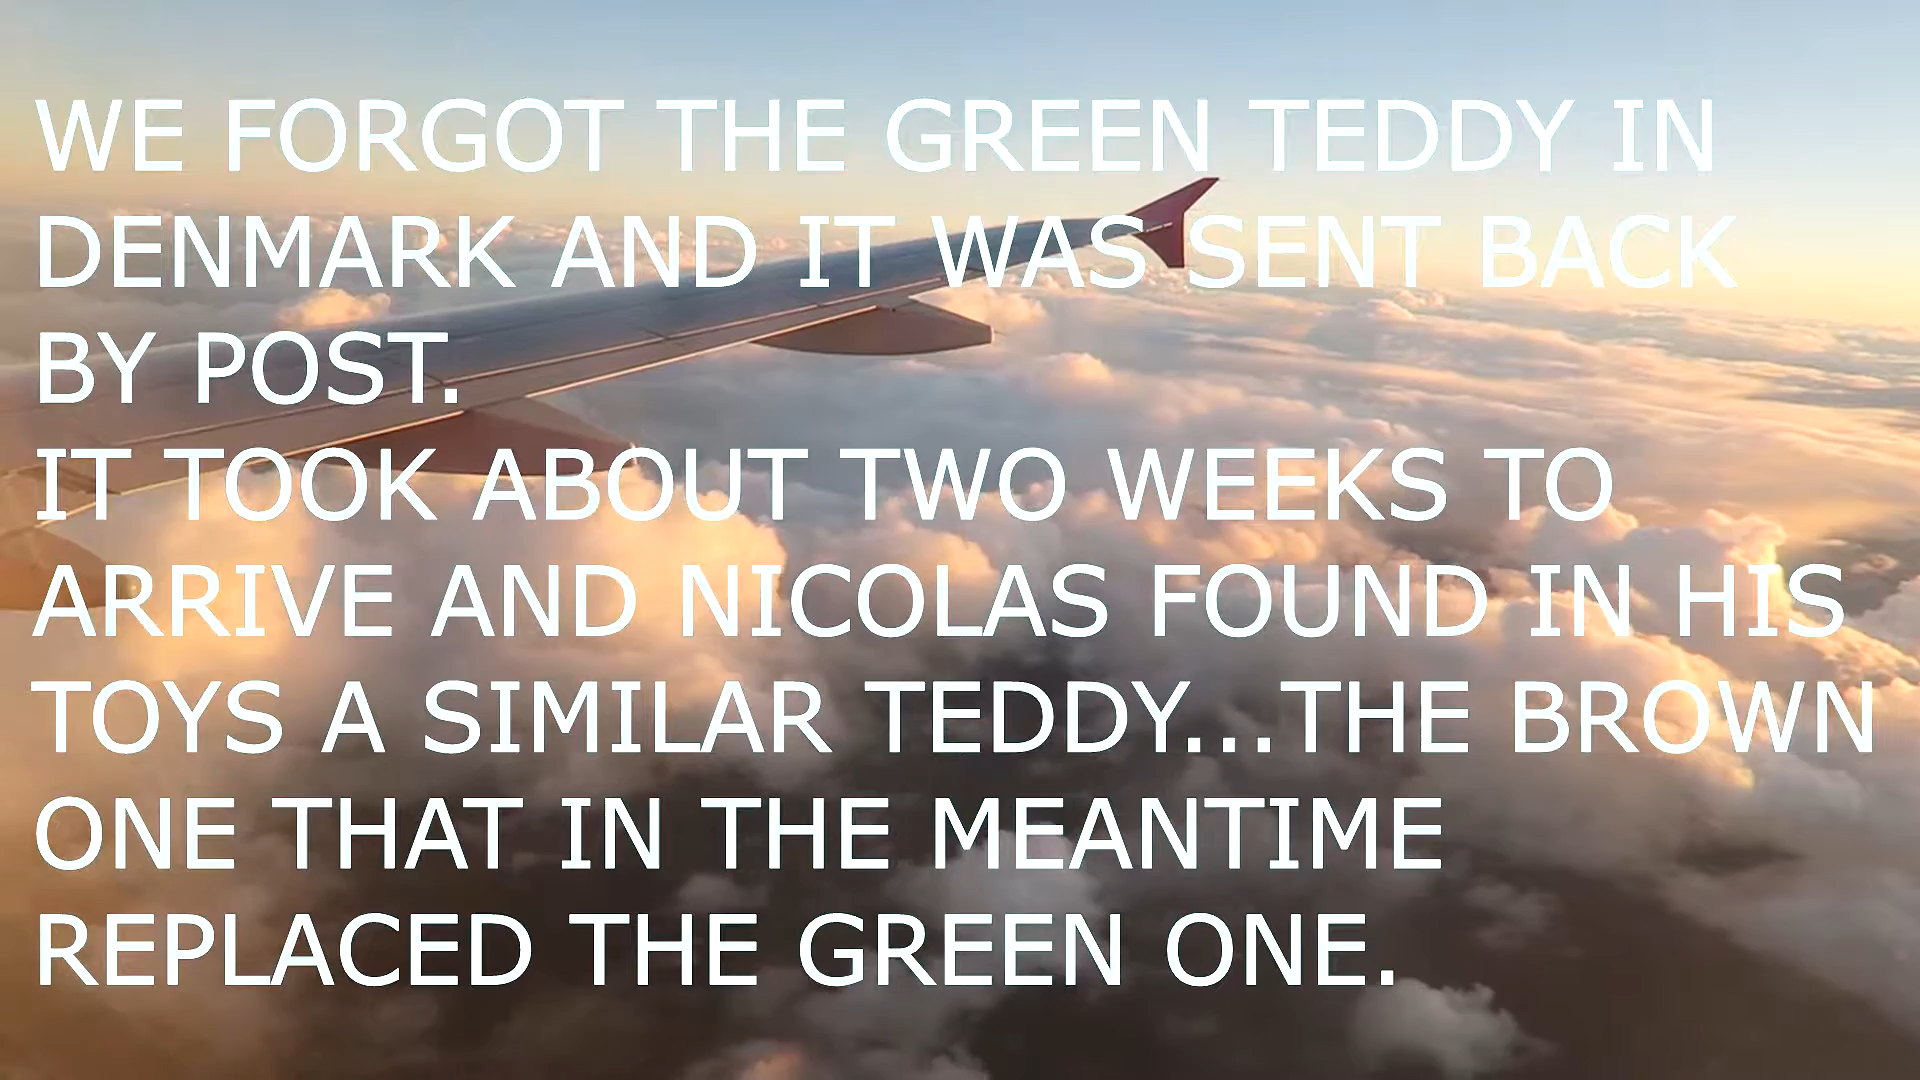 WE FORGOT THE GREEN TEDDY IN
DENMARK AND IT WAS SENT BACK
BY POST.
IT TOOK ABOUT TWO WEEKS TO
ARRIVE AND NICOLAS FOUND IN HIS
TOYS A SIMILAR TEDDY...THE BROWN
ONE THAT IN THE MEANTIME
REPLACED THE GREEN ONE.